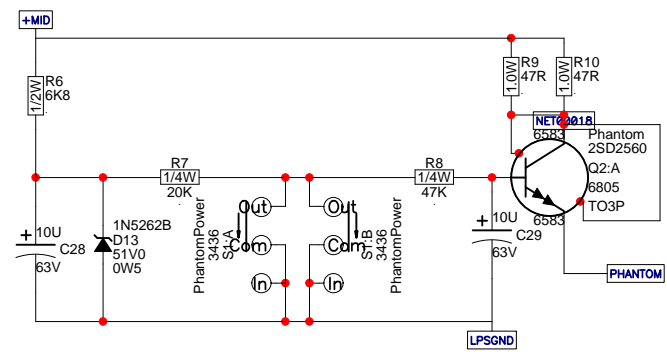 +MID
R6
6K8
1/2W
R9
47R
1.0W
R10
47R
1.0W
NET00018
6583
Phantom
2SD2560
Q2:A
6805
TO3P
6583
R7
1/4W
20K
R8
1/4W
47K
Out
Com
In
PhantomPower
3436
S1:A
Out
Com
In
PhantomPower
3436
S1:B
+
10U
C28
63V
1N5262B
D13
51V0
0W5
+
10U
C29
63V
PHANTOM
LPSGND